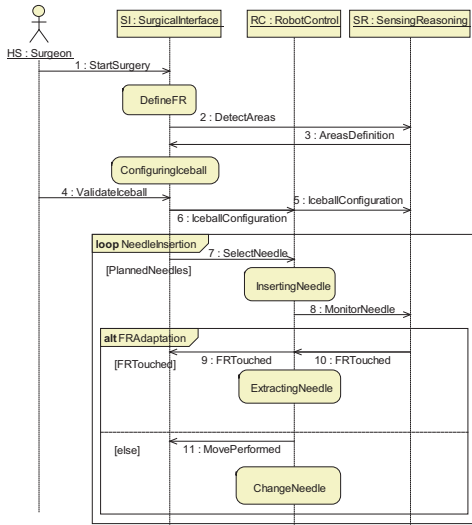 SI : SurgicalInterface RC : RobotControl SR : SensingReasoning
HS : Surgeon
1 : StartSurgery
DefineFR
2 : DetectAreas
3 : AreasDefinition
ConfiguringIceball
4 : ValidateIceball
5 : IceballConfiguration
6 : IceballConfiguration
loop NeedleInsertion
7 : SelectNeedle
[PlannedNeedles]
InsertingNeedle
8 : MonitorNeedle
alt FRAdaptation
9 : FRTouched 10 : FRTouched
[FRTouched]
ExtractingNeedle
[else]
11 : MovePerformed
ChangeNeedle